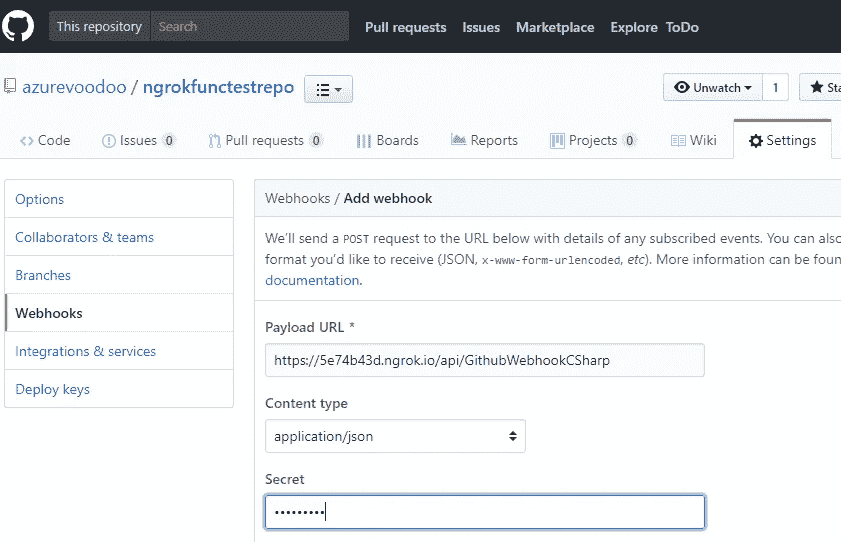 This repository Search Pull requests Issues Marketplace Explore ToDo
azurevoodoo / ngrokfunctestrepo Unwatch 1
Code Issues 0 Pull requests 0 Boards Reports Projects 0 Wiki Settings
Options
Collaborators & teams
Branches
Webhooks
Integrations & services
Deploy keys
Webhooks / Add webhook
We'll send a POST request to the URL below with details of any subscribed events. You can also
format you'd like to receive (JSON, x-www-form-urlencoded, etc). More information can be
documentation.
Payload URL *
https://5e74b43d.ngrok.io/api/GithubWebhookCSharp
Content type
application/json
Secret
•••••••••